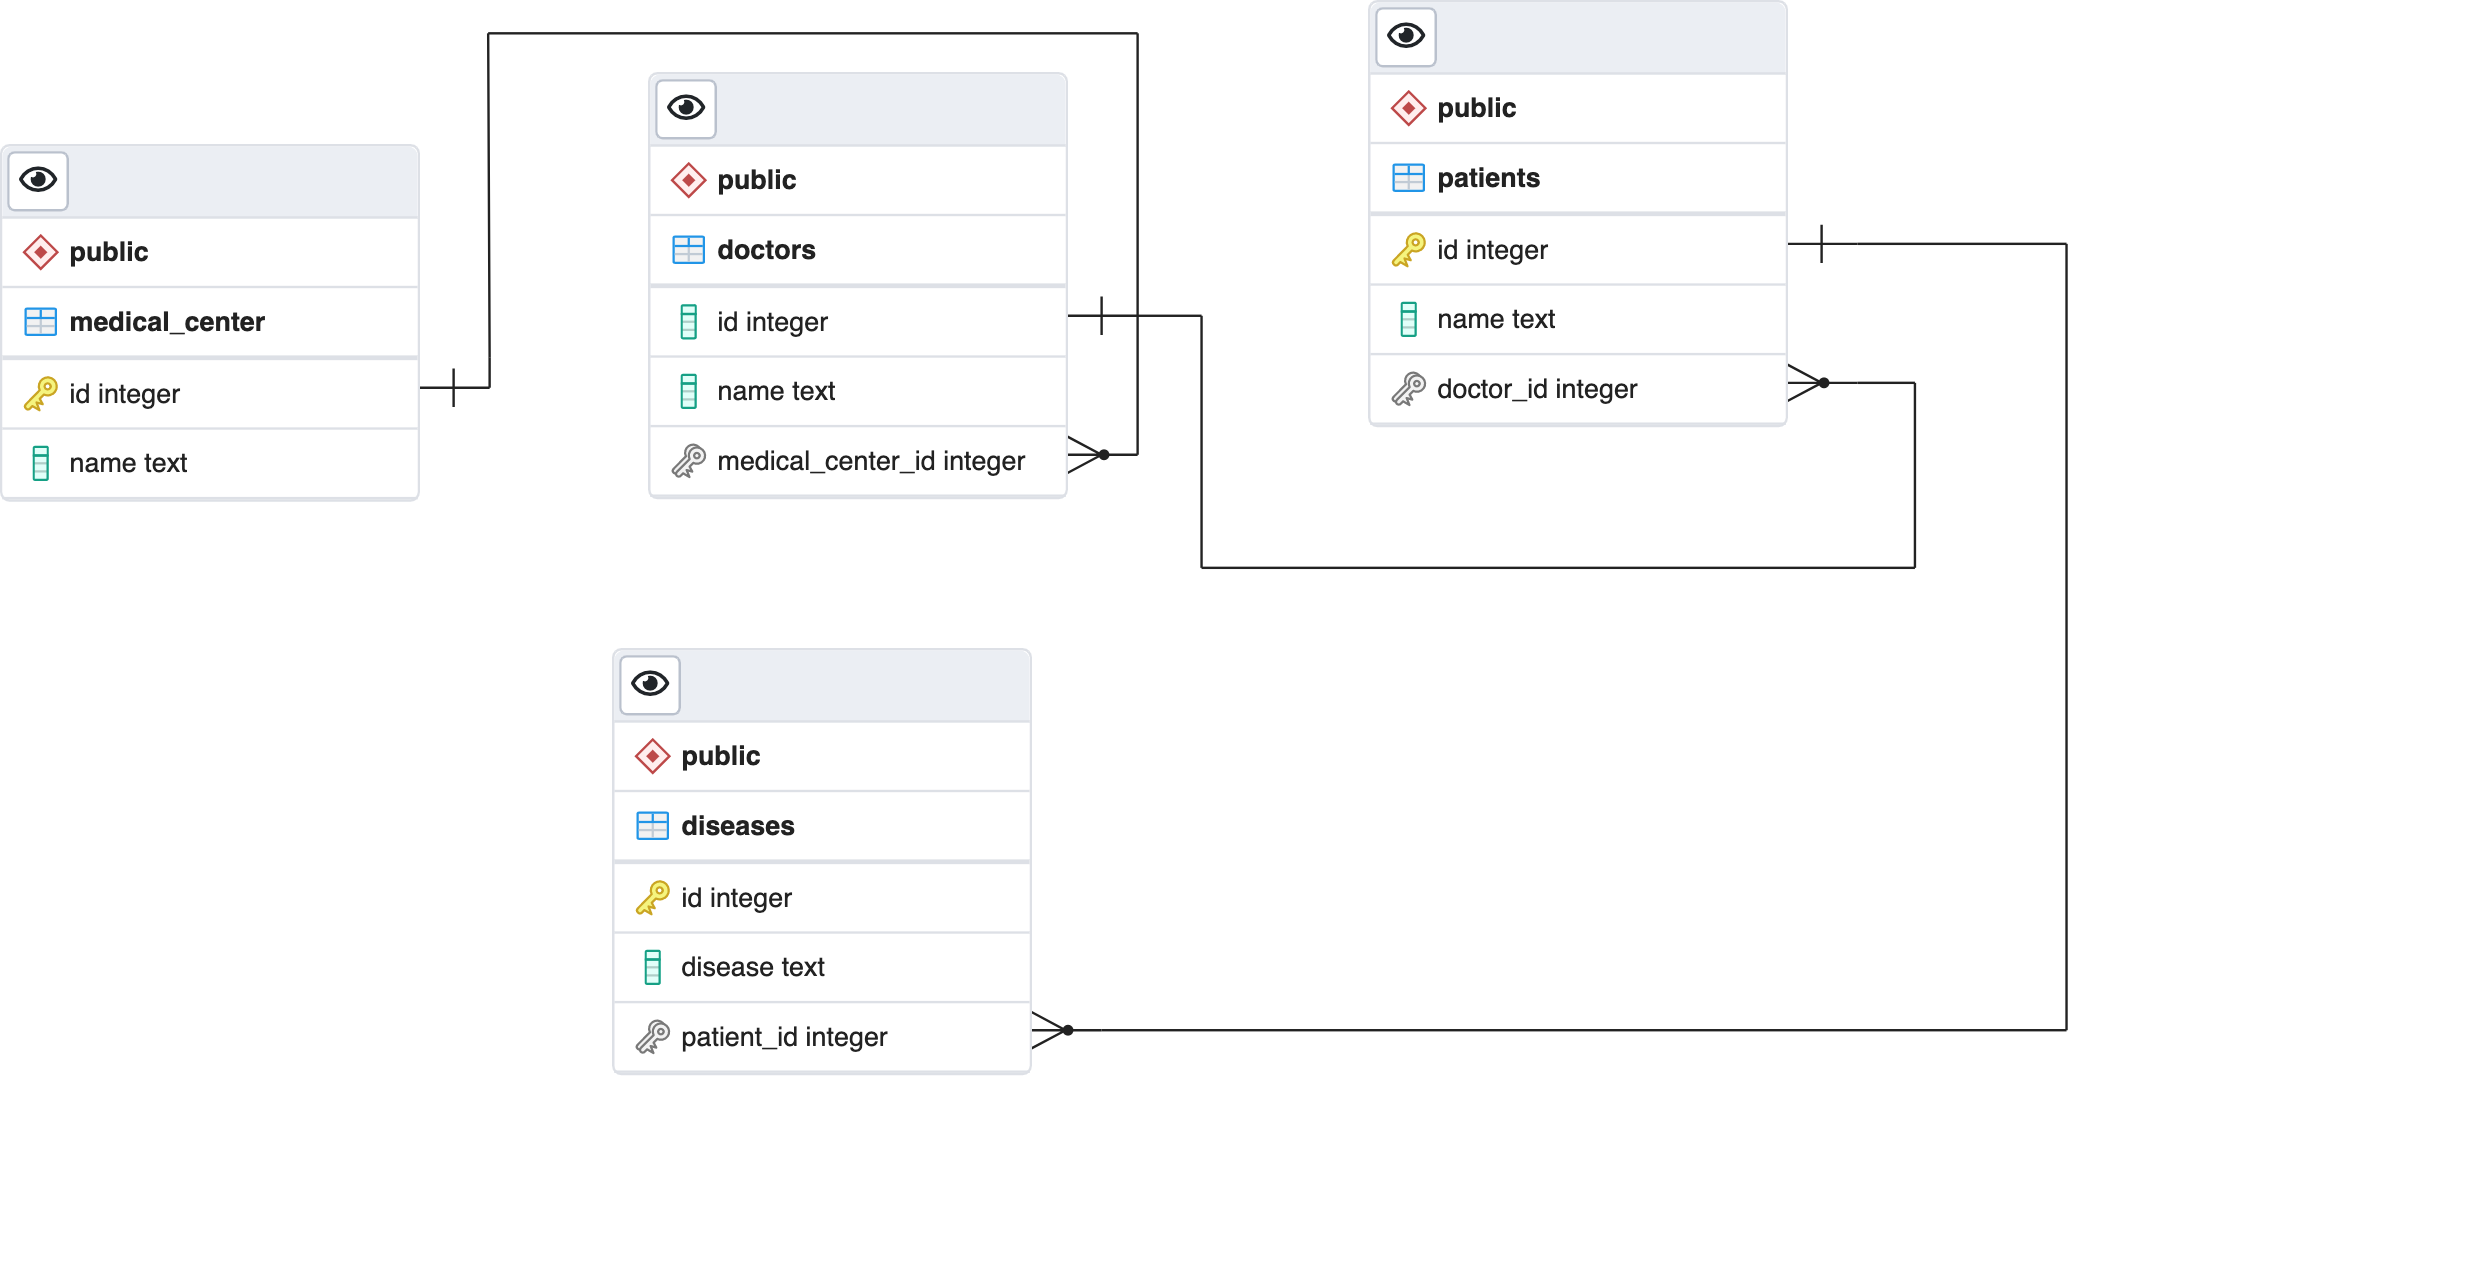 public
medical_center
id integer
name text
public
doctors
id integer
name text
medical_center_id integer
public
patients
id integer
name text
doctor_id integer
public
diseases
id integer
disease text
patient_id integer